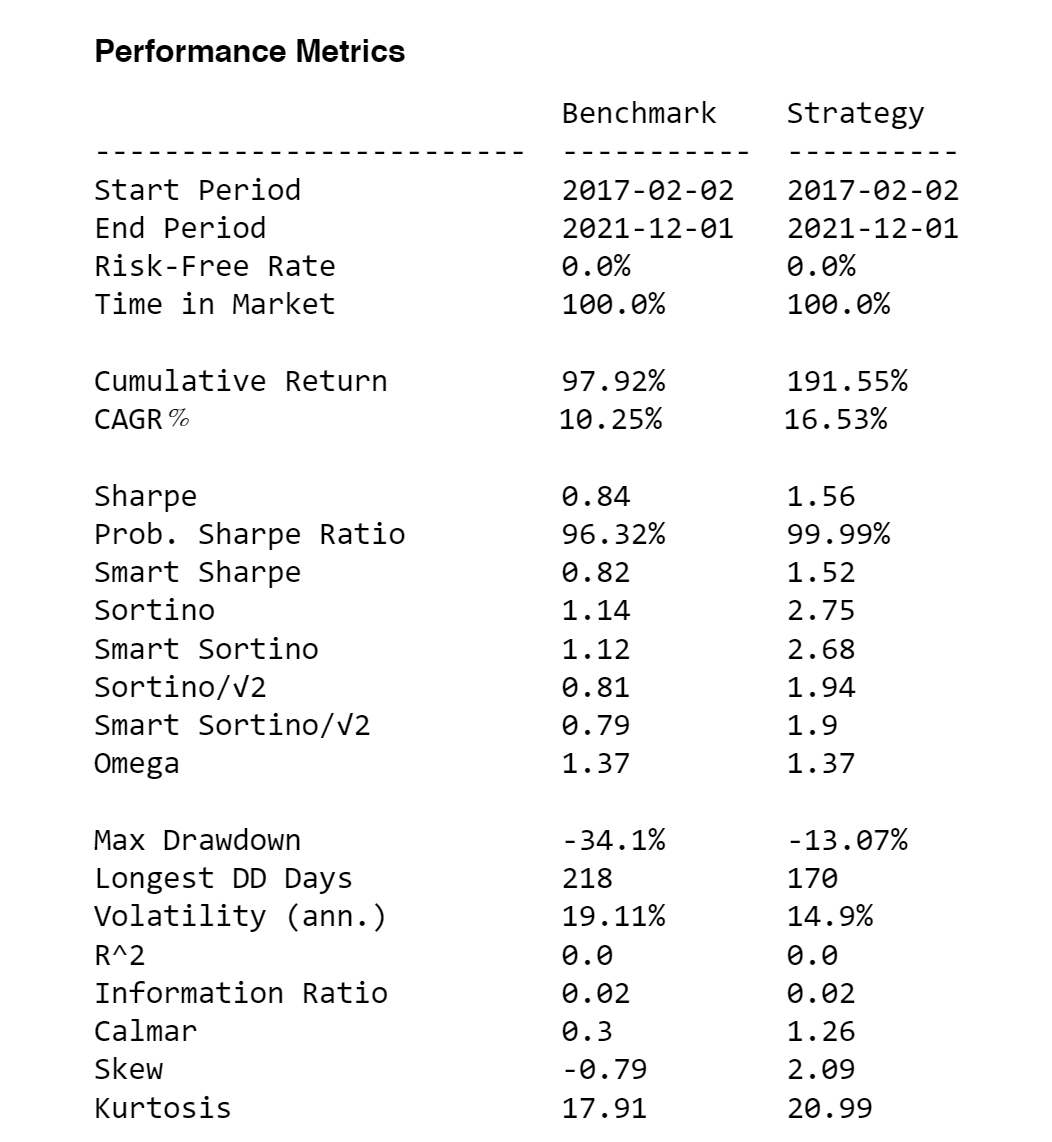 Performance Metrics
Benchmark Strategy
------------------------- ----------- ----------
Start Period 2017-02-02 2017-02-02
End Period 2021-12-01 2021-12-01
Risk-Free Rate 0.0% 0.0%
Time in Market 100.0% 100.0%
Cumulative Return 97.92% 191.55%
CAGR﹪ 10.25% 16.53%
Sharpe 0.84 1.56
Prob. Sharpe Ratio 96.32% 99.99%
Smart Sharpe 0.82 1.52
Sortino 1.14 2.75
Smart Sortino 1.12 2.68
Sortino/√2 0.81 1.94
Smart Sortino/√2 0.79 1.9
Omega 1.37 1.37
Max Drawdown -34.1% -13.07%
Longest DD Days 218 170
Volatility (ann.) 19.11% 14.9%
R^2 0.0 0.0
Information Ratio 0.02 0.02
Calmar 0.3 1.26
Skew -0.79 2.09
Kurtosis 17.91 20.99